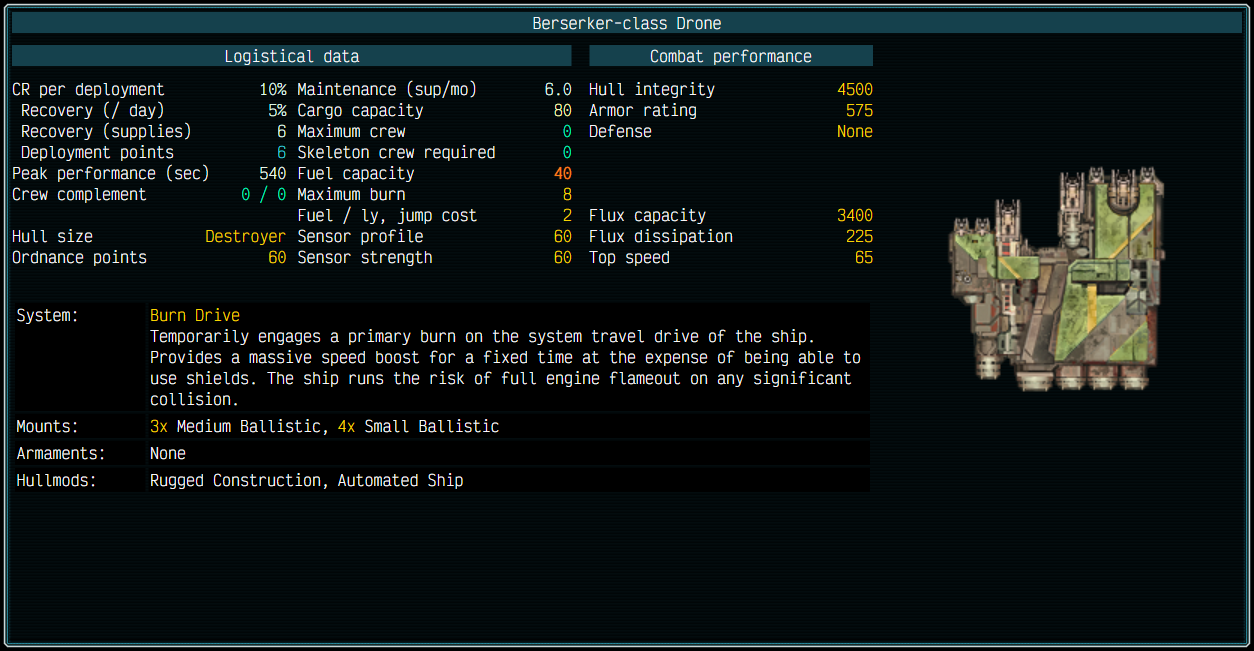 Berserker-class Drone
Logistical data
CR per deployment 10% Maintenance (sup/mo) 6.0
Recovery (/ day) 5% Cargo capacity 80
Recovery (supplies) 6 Maximum crew 0
Deployment points 6 Skeleton crew required 0
Peak performance (sec) 540 Fuel capacity 40
Crew complement 0 / 0 Maximum burn 8
Fuel / ly, jump cost 2
Hull size Destroyer Sensor profile 60
Ordnance points 60 Sensor strength 60
Combat performance
Hull integrity 4500
Armor rating 575
Defense None
Flux capacity 3400
Flux dissipation 225
Top speed 65
System: Burn Drive
Temporarily engages a primary burn on the system travel drive of the ship.
Provides a massive speed boost for a fixed time at the expense of being able to
use shields. The ship runs the risk of full engine flameout on any significant
collision.
Mounts: 3x Medium Ballistic, 4x Small Ballistic
Armaments: None
Hullmods: Rugged Construction, Automated Ship